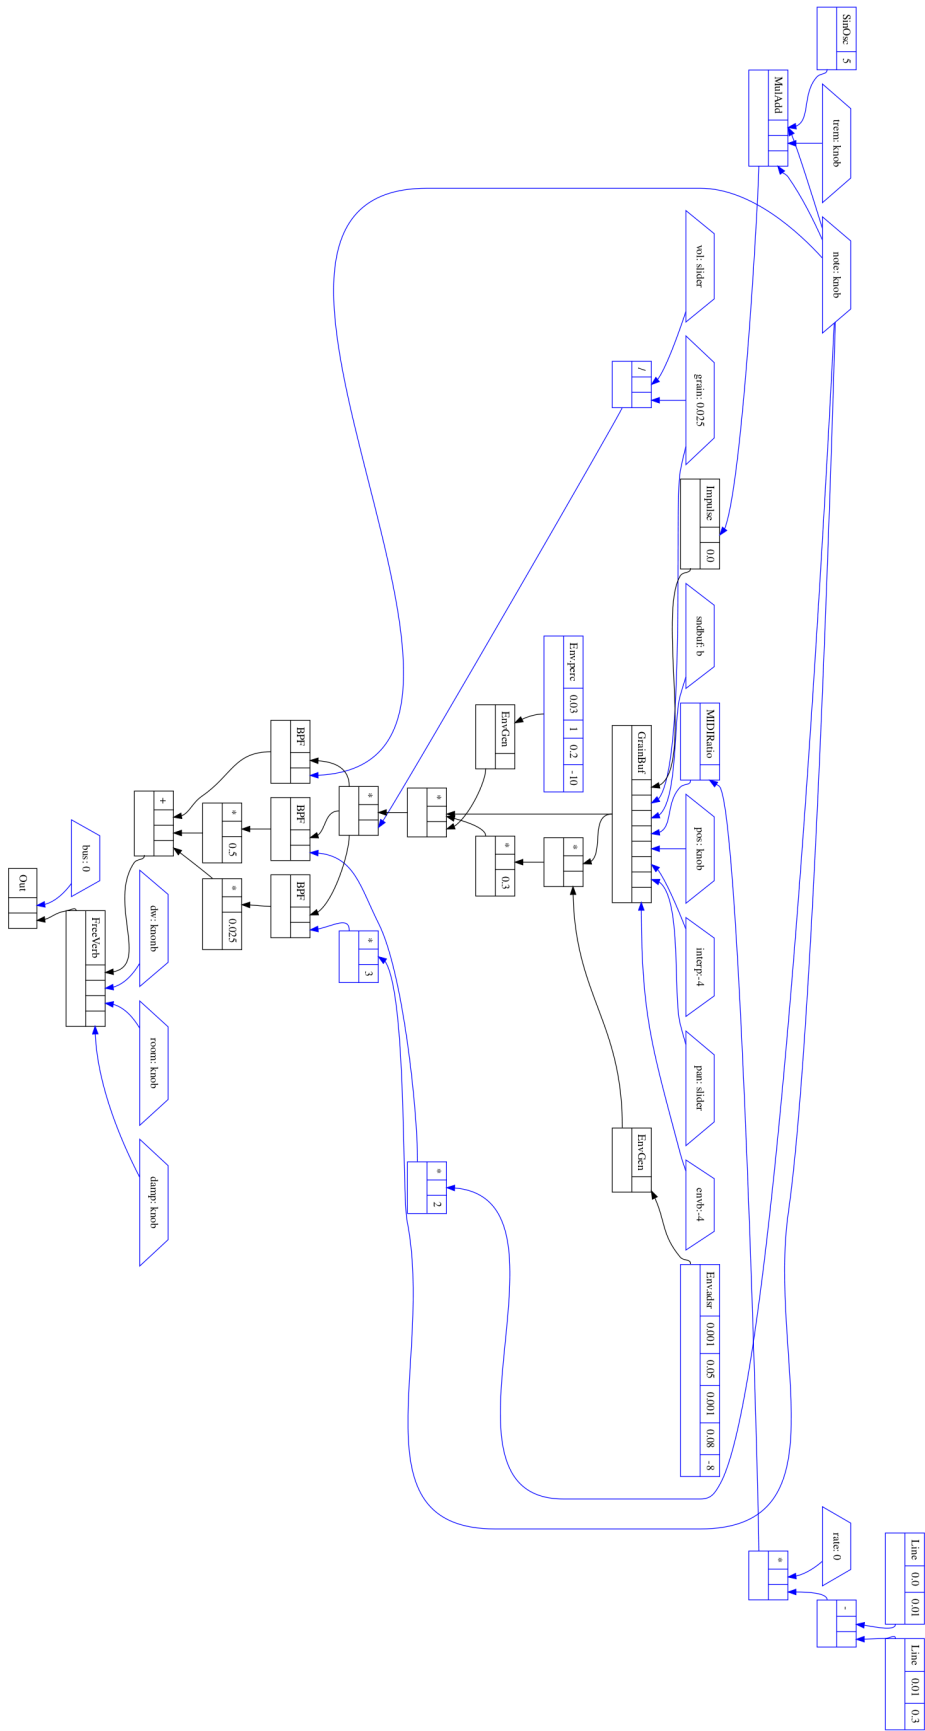 SinOsc 5
trem: knob
note: knob
MulAdd
vol: slider
grain: 0.025
/
Impulse 0.0
sndbuf: b
MIDIRatio
pos: knob
interp:-4
pan: slider
envb:-4
Env.adsr 0.001 0.05 0.001 0.08 -8
rate: 0
Line 0.0 0.01
Line 0.01 0.3
-
*
GrainBuf
EnvGen
Env.perc 0.03 1 0.2 -10
*
EnvGen
* 0.3
*
* 2
*
* 3
BPF
BPF
BPF
* 0.5
* 0.025
+
dw: knonb
room: knob
damp: knob
bus: 0
FreeVerb
Out